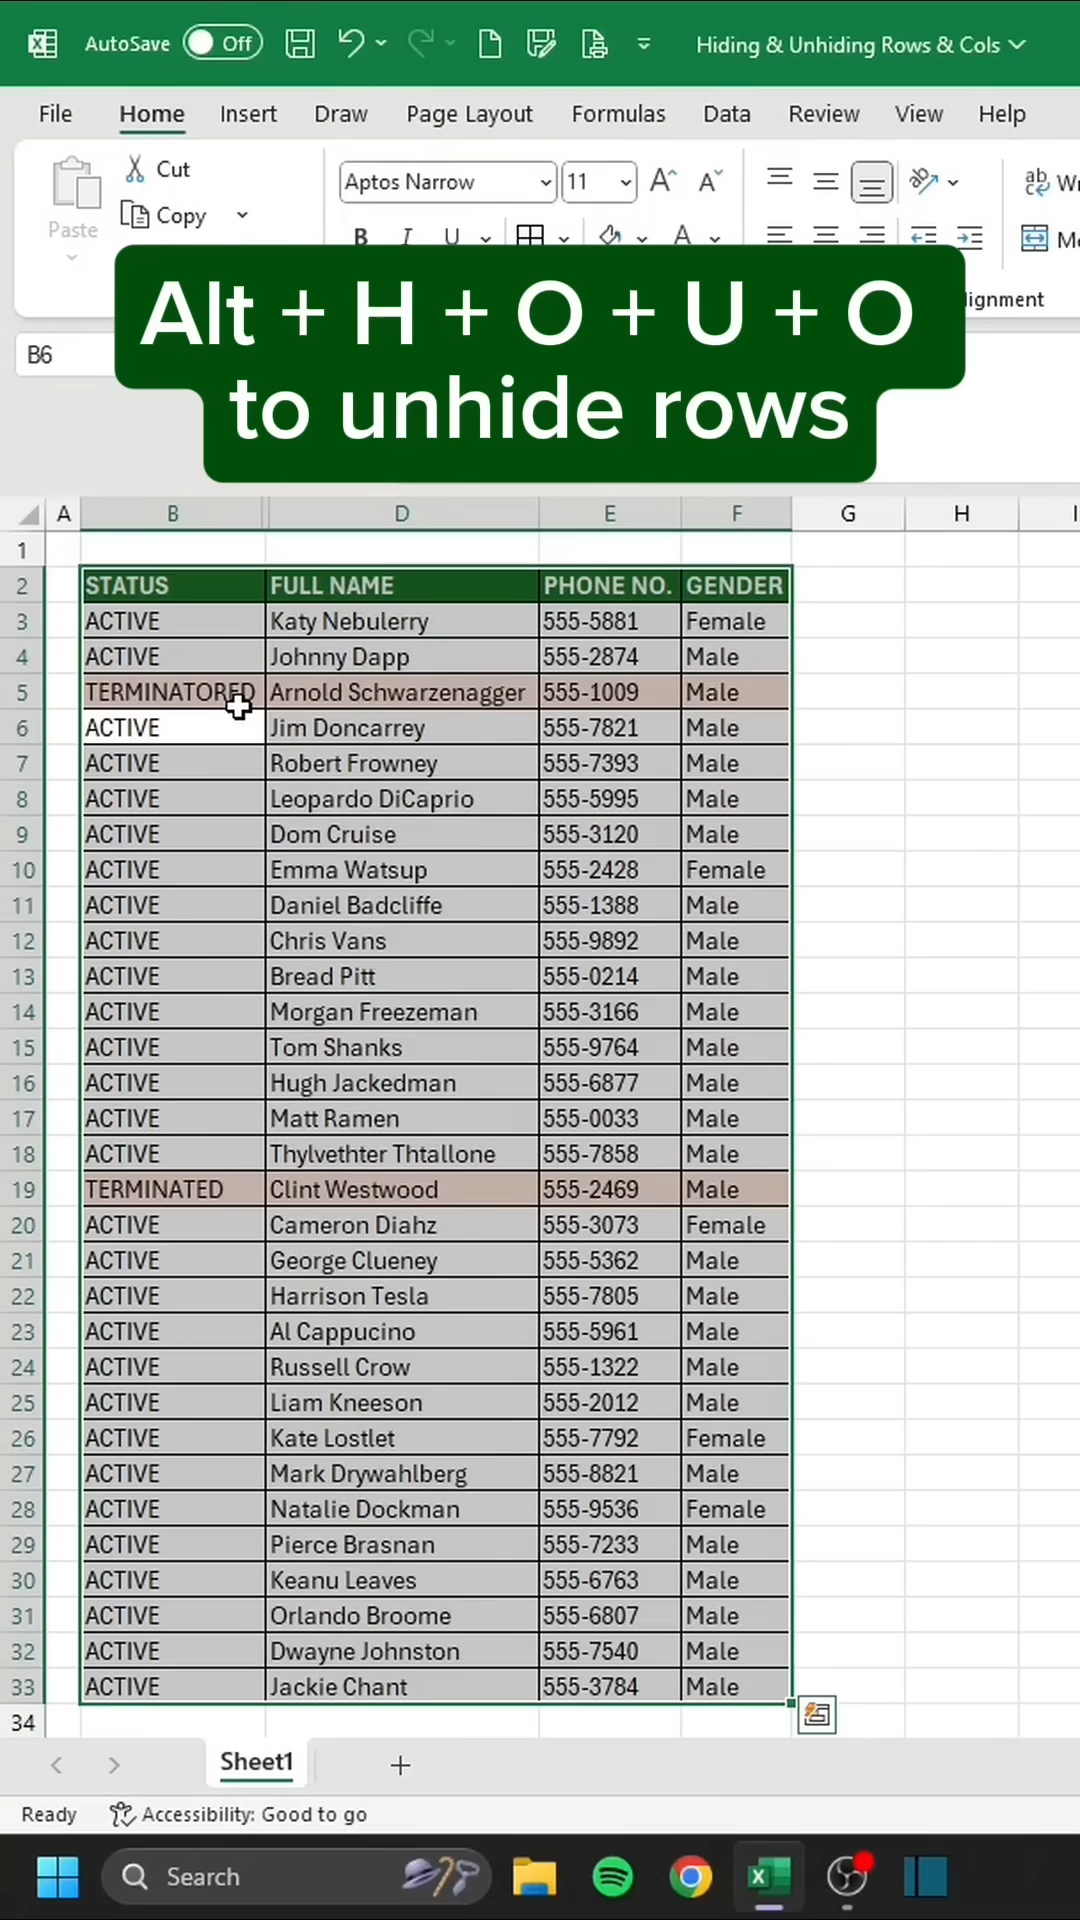 AutoSave Off Hiding & Unhiding Rows & Cols
File Home Insert Draw Page Layout Formulas Data Review View Help
Cut
Aptos Narrow 11 A A ab Wr
Copy
Paste
B I U A Me
Alt + H + O + U + O
to unhide rows
lignment
B6
A B D E F G H I
1
2 STATUS FULL NAME PHONE NO. GENDER
3 ACTIVE Katy Nebulerry 555-5881 Female
4 ACTIVE Johnny Dapp 555-2874 Male
5 TERMINATORED Arnold Schwarzenagger 555-1009 Male
6 ACTIVE Jim Doncarrey 555-7821 Male
7 ACTIVE Robert Frowney 555-7393 Male
8 ACTIVE Leopardo DiCaprio 555-5995 Male
9 ACTIVE Dom Cruise 555-3120 Male
10 ACTIVE Emma Watsup 555-2428 Female
11 ACTIVE Daniel Badcliffe 555-1388 Male
12 ACTIVE Chris Vans 555-9892 Male
13 ACTIVE Bread Pitt 555-0214 Male
14 ACTIVE Morgan Freezeman 555-3166 Male
15 ACTIVE Tom Shanks 555-9764 Male
16 ACTIVE Hugh Jackedman 555-6877 Male
17 ACTIVE Matt Ramen 555-0033 Male
18 ACTIVE Thylvethter Thtallone 555-7858 Male
19 TERMINATED Clint Westwood 555-2469 Male
20 ACTIVE Cameron Diahz 555-3073 Female
21 ACTIVE George Clueney 555-5362 Male
22 ACTIVE Harrison Tesla 555-7805 Male
23 ACTIVE Al Cappucino 555-5961 Male
24 ACTIVE Russell Crow 555-1322 Male
25 ACTIVE Liam Kneeson 555-2012 Male
26 ACTIVE Kate Lostlet 555-7792 Female
27 ACTIVE Mark Drywahlberg 555-8821 Male
28 ACTIVE Natalie Dockman 555-9536 Female
29 ACTIVE Pierce Brasnan 555-7233 Male
30 ACTIVE Keanu Leaves 555-6763 Male
31 ACTIVE Orlando Broome 555-6807 Male
32 ACTIVE Dwayne Johnston 555-7540 Male
33 ACTIVE Jackie Chant 555-3784 Male
34
Sheet1
Ready Accessibility: Good to go
Search